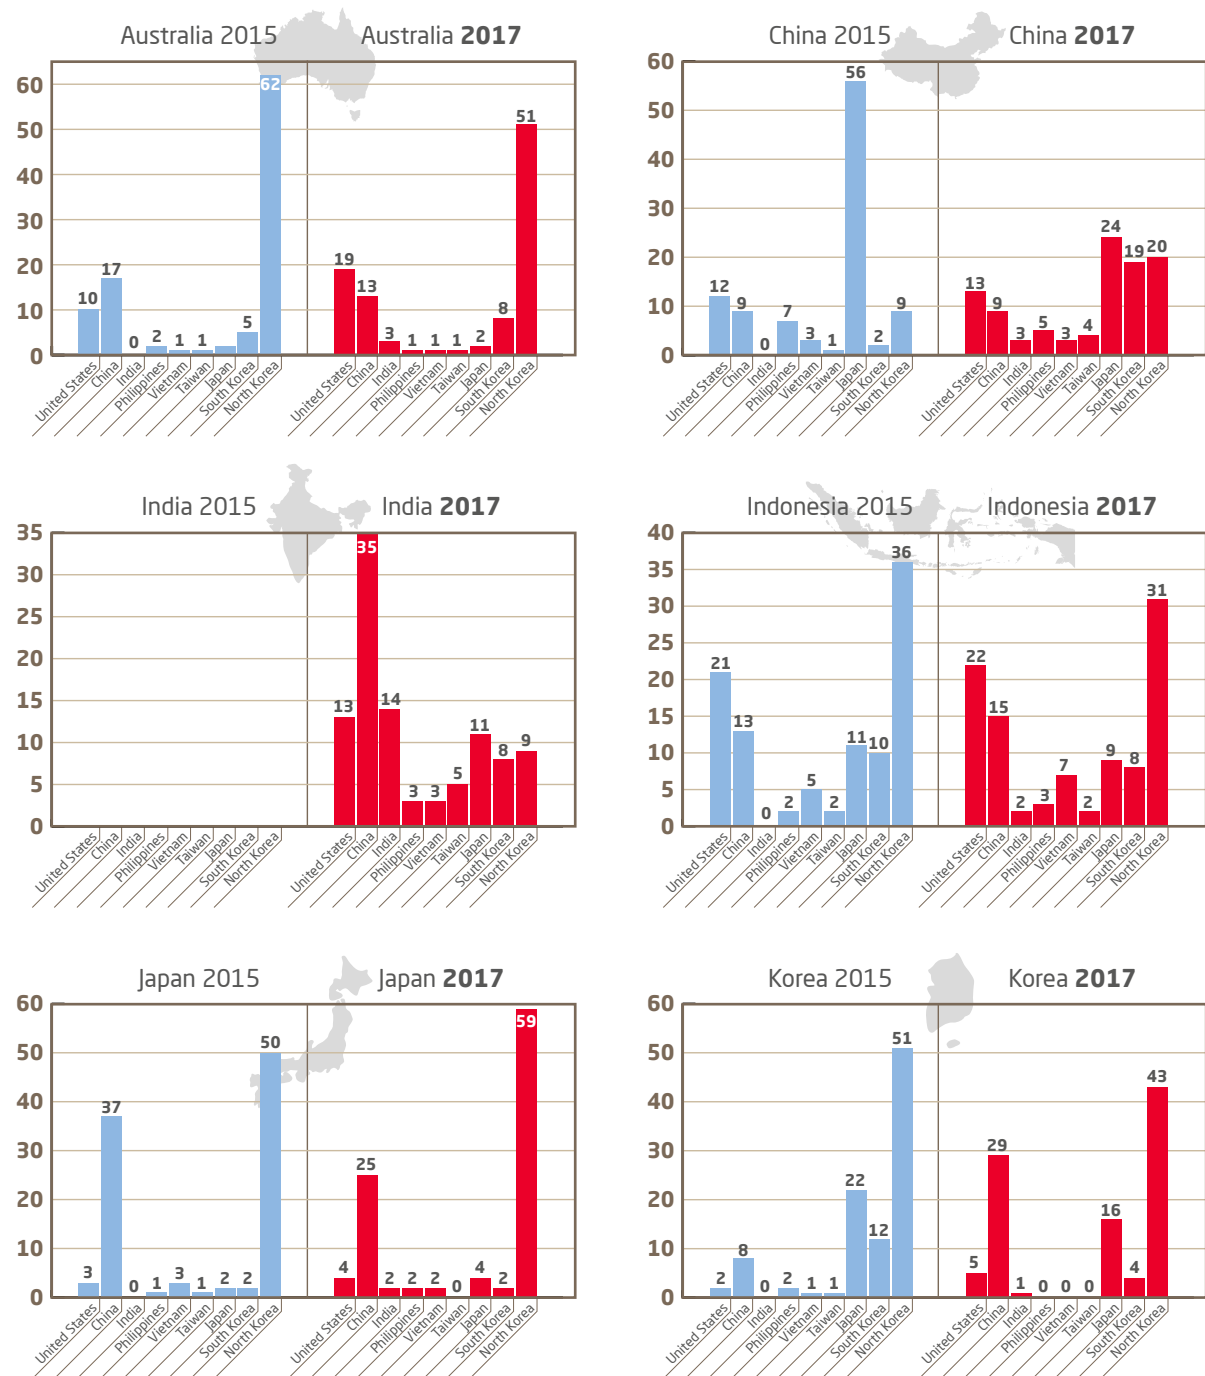 Australia 2015
Australia 2017
60
50
40
30
20
10
0
10
17
0
2
1
1
5
62
19
13
3
1
1
1
2
8
51
United States
China
India
Philippines
Vietnam
Taiwan
Japan
South Korea
North Korea
United States
China
India
Philippines
Vietnam
Taiwan
Japan
South Korea
North Korea
China 2015
China 2017
60
50
40
30
20
10
0
12
9
0
7
3
1
56
2
9
13
9
3
5
3
4
24
19
20
United States
China
India
Philippines
Vietnam
Taiwan
Japan
South Korea
North Korea
United States
China
India
Philippines
Vietnam
Taiwan
Japan
South Korea
North Korea
India 2015
India 2017
35
30
25
20
15
10
5
0
13
35
14
3
3
5
11
8
9
United States
China
India
Philippines
Vietnam
Taiwan
Japan
South Korea
North Korea
United States
China
India
Philippines
Vietnam
Taiwan
Japan
South Korea
North Korea
Indonesia 2015
Indonesia 2017
40
35
30
25
20
15
10
5
0
21
13
0
2
5
2
11
10
36
22
15
2
3
7
2
9
8
31
United States
China
India
Philippines
Vietnam
Taiwan
Japan
South Korea
North Korea
United States
China
India
Philippines
Vietnam
Taiwan
Japan
South Korea
North Korea
Japan 2015
Japan 2017
60
50
40
30
20
10
0
3
37
0
1
3
1
2
2
50
4
25
2
2
2
0
4
2
59
United States
China
India
Philippines
Vietnam
Taiwan
Japan
South Korea
North Korea
United States
China
India
Philippines
Vietnam
Taiwan
Japan
South Korea
North Korea
Korea 2015
Korea 2017
60
50
40
30
20
10
0
2
8
0
2
1
1
22
12
51
5
29
1
0
0
0
16
4
43
United States
China
India
Philippines
Vietnam
Taiwan
Japan
South Korea
North Korea
United States
China
India
Philippines
Vietnam
Taiwan
Japan
South Korea
North Korea